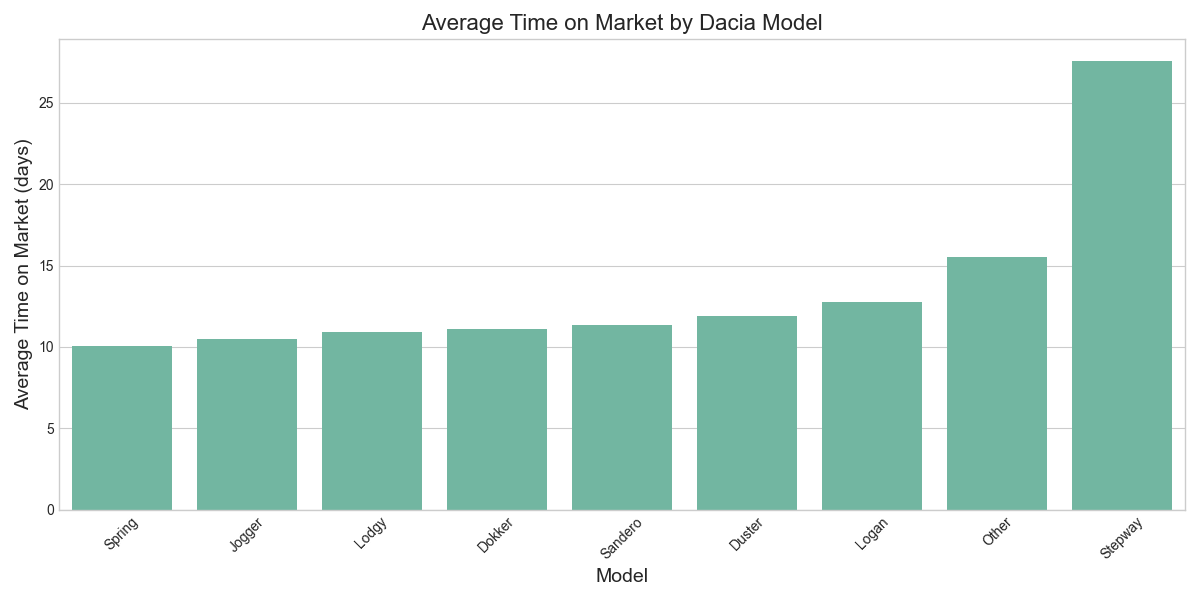 Average Time on Market by Dacia Model
Average Time on Market (days)
25
20
15
10
5
0
Spring
Jogger
Lodgy
Dokker
Sandero
Duster
Logan
Other
Stepway
Model